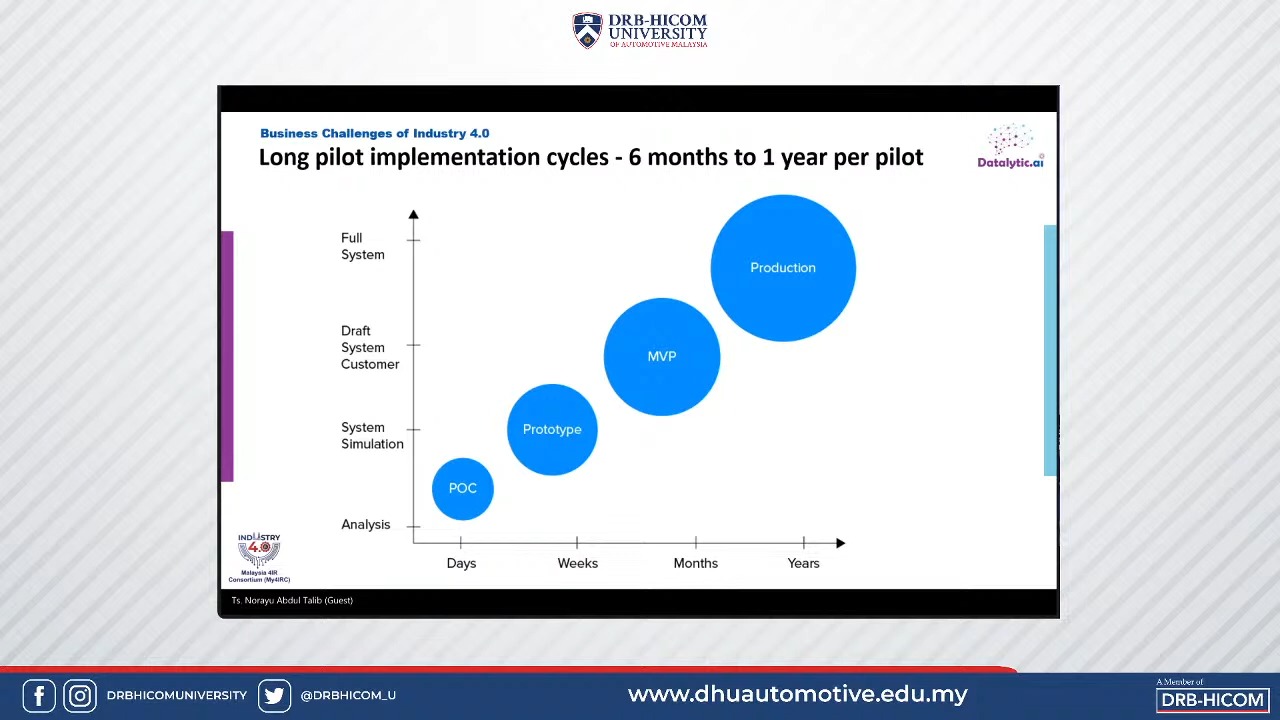 DRB-HICOM
UNIVERSITY
OF AUTOMOTIVE MALAYSIA
Business Challenges of Industry 4.0
Long pilot implementation cycles - 6 months to 1 year per pilot
Datalytic.ai
Full
System
Draft
System
Customer
System
Simulation
Analysis
Production
MVP
Prototype
POC
Days
Weeks
Months
Years
INDUSTRY
4.0
Malaysia 4IR
Consortium (My4IRC)
Ts. Norayu Abdul Talib (Guest)
DRBHICOMUNIVERSITY
@DRBHICOM_U
www.dhuautomotive.edu.my
A Member of
DRB-HICOM